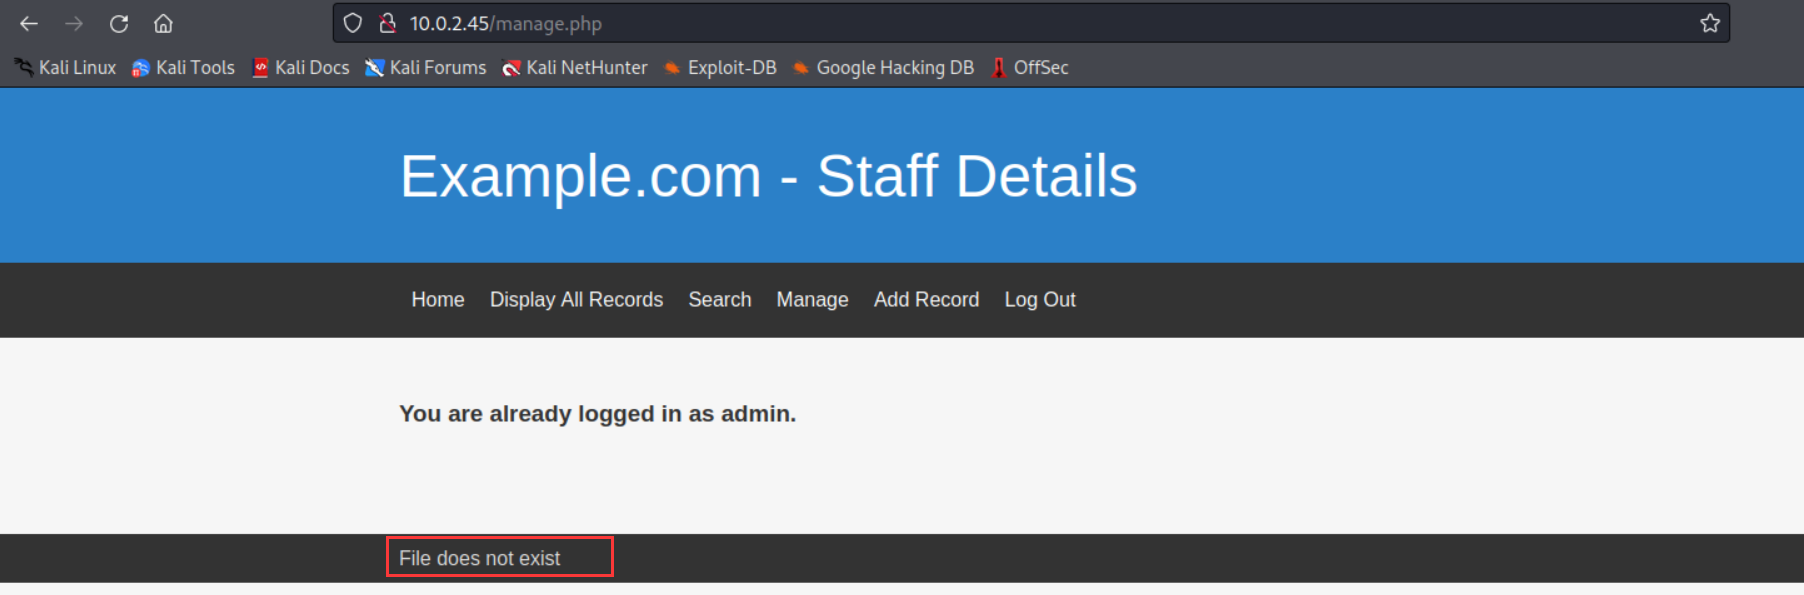 10.0.2.45/manage.php
Kali Linux Kali Tools Kali Docs Kali Forums Kali NetHunter Exploit-DB Google Hacking DB OffSec
Example.com - Staff Details
Home Display All Records Search Manage Add Record Log Out
You are already logged in as admin.
File does not exist